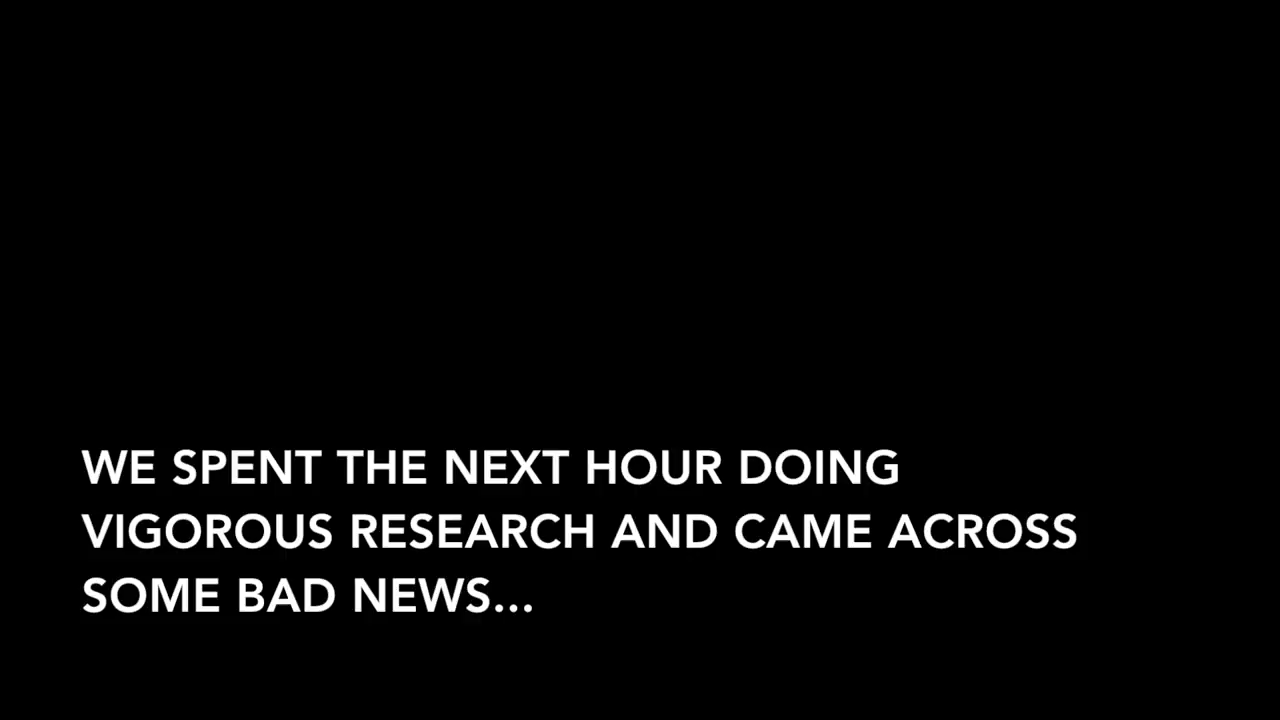 WE SPENT THE NEXT HOUR DOING
VIGOROUS RESEARCH AND CAME ACROSS
SOME BAD NEWS...